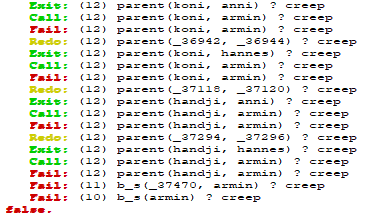 Exit: (12) parent(koni, anni) ? creep
Call: (12) parent(koni, armin) ? creep
Fail: (12) parent(koni, armin) ? creep
Redo: (12) parent(_36942, _36944) ? creep
Exit: (12) parent(koni, hannes) ? creep
Call: (12) parent(koni, armin) ? creep
Fail: (12) parent(koni, armin) ? creep
Redo: (12) parent(_37118, _37120) ? creep
Exit: (12) parent(handji, anni) ? creep
Call: (12) parent(handji, armin) ? creep
Fail: (12) parent(handji, armin) ? creep
Redo: (12) parent(_37294, _37296) ? creep
Exit: (12) parent(handji, hannes) ? creep
Call: (12) parent(handji, armin) ? creep
Fail: (12) parent(handji, armin) ? creep
Fail: (11) b_s(_37470, armin) ? creep
Fail: (10) b_s(armin) ? creep
false.